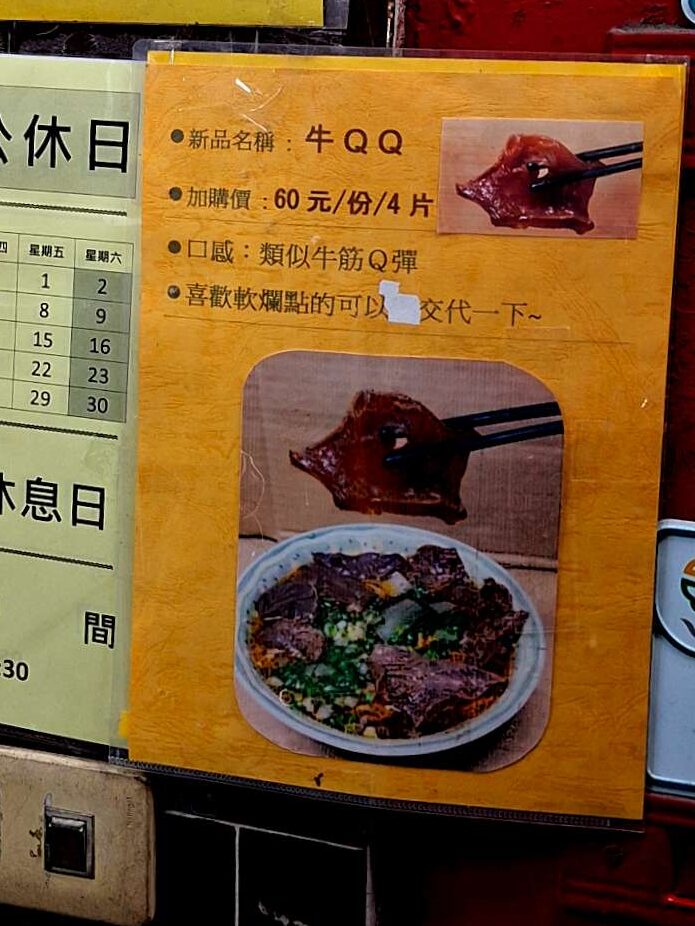 休日
星期五 星期六
1 2
8 9
15 16
22 23
29 30
息日
間
:30
●新品名稱：牛QQ
●加購價：60元/份/4片
●口感：類似牛筋Q彈
●喜歡軟爛點的可以 交代一下~